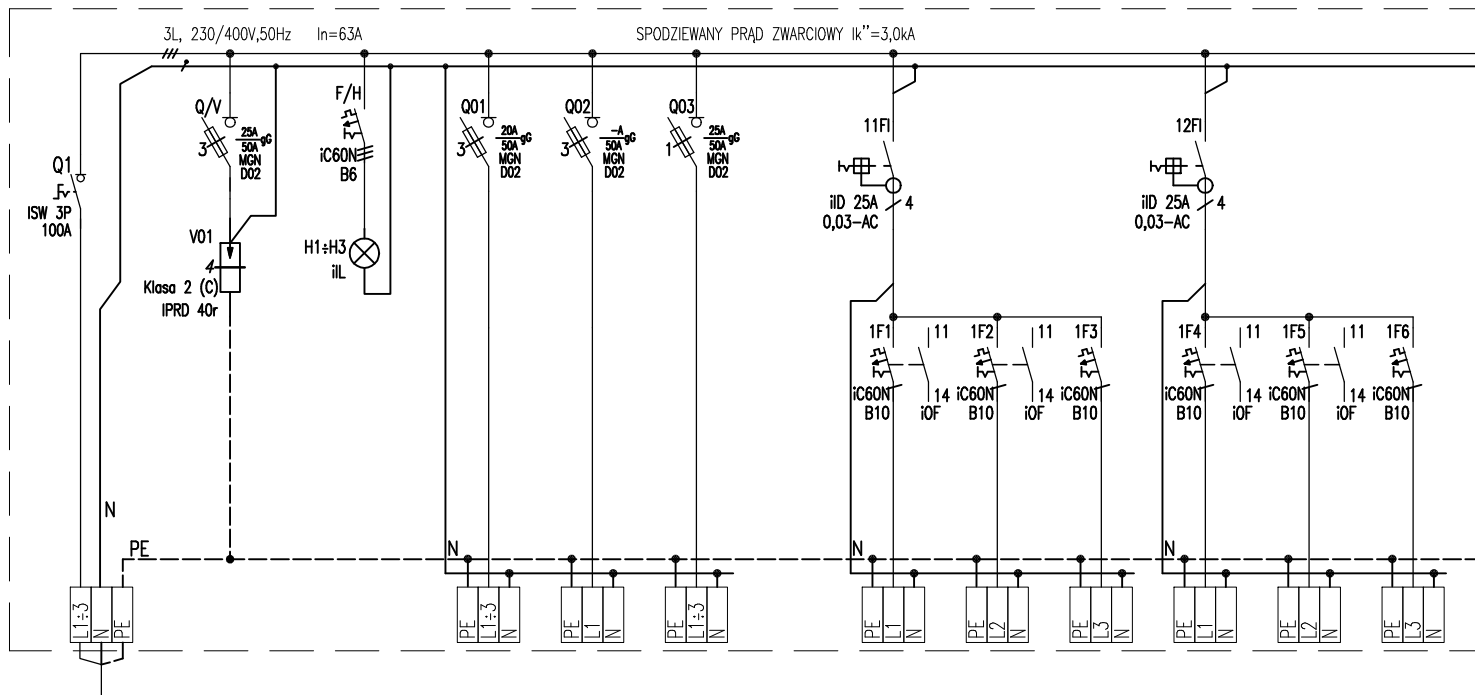 3L, 230/400V,50Hz In=63A
SPODZIEWANY PRĄD ZWARCIOWY Ik"=3,0kA
Q1
ISW 3P
100A
Q/V
3
25A
50A
gG
MGN
D02
V01
4
Klasa 2 (C)
IPRD 40r
F/H
iC60N
B6
H1÷H3
iIL
Q01
3
20A
50A
gG
MGN
D02
Q02
3
-A
50A
gG
MGN
D02
Q03
1
25A
50A
gG
MGN
D02
11FI
iID 25A
0,03-AC
4
12FI
iID 25A
0,03-AC
4
1F1
iC60N
B10
11
14
iOF
1F2
iC60N
B10
11
14
iOF
1F3
iC60N
B10
1F4
iC60N
B10
11
14
iOF
1F5
iC60N
B10
11
14
iOF
1F6
iC60N
B10
N
PE
N
N
N
L1÷3
N
PE
PE
L1÷3
N
PE
L1
N
PE
L1÷3
N
PE
L1
N
PE
L2
N
PE
L3
N
PE
L1
N
PE
L2
N
PE
L3
N